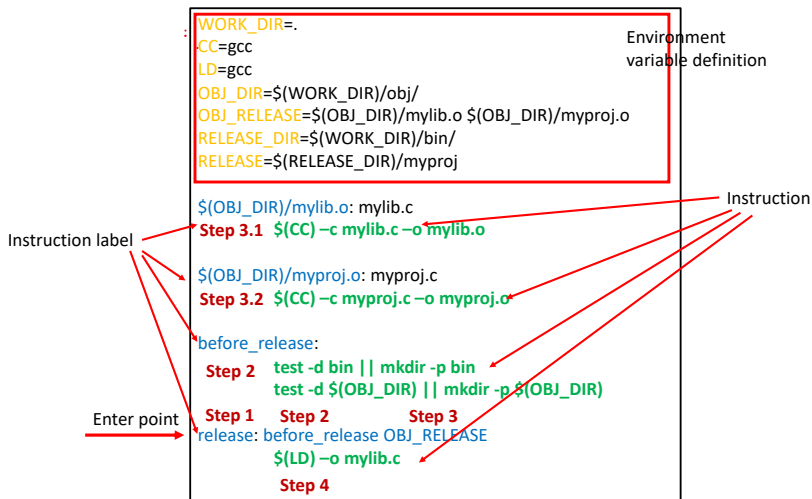 WORK_DIR=.
CC=gcc
LD=gcc
OBJ_DIR=$(WORK_DIR)/obj/
OBJ_RELEASE=$(OBJ_DIR)/mylib.o $(OBJ_DIR)/myproj.o
RELEASE_DIR=$(WORK_DIR)/bin/
RELEASE=$(RELEASE_DIR)/myproj
Environment
variable definition
:
$(OBJ_DIR)/mylib.o: mylib.c
Step 3.1 $(CC) –c mylib.c –o mylib.o
Instruction
Instruction label
$(OBJ_DIR)/myproj.o: myproj.c
Step 3.2 $(CC) –c myproj.c –o myproj.o
before_release:
Step 2 test -d bin || mkdir -p bin
test -d $(OBJ_DIR) || mkdir -p $(OBJ_DIR)
Step 1 Step 2 Step 3
Enter point
release: before_release OBJ_RELEASE
$(LD) –o mylib.c
Step 4